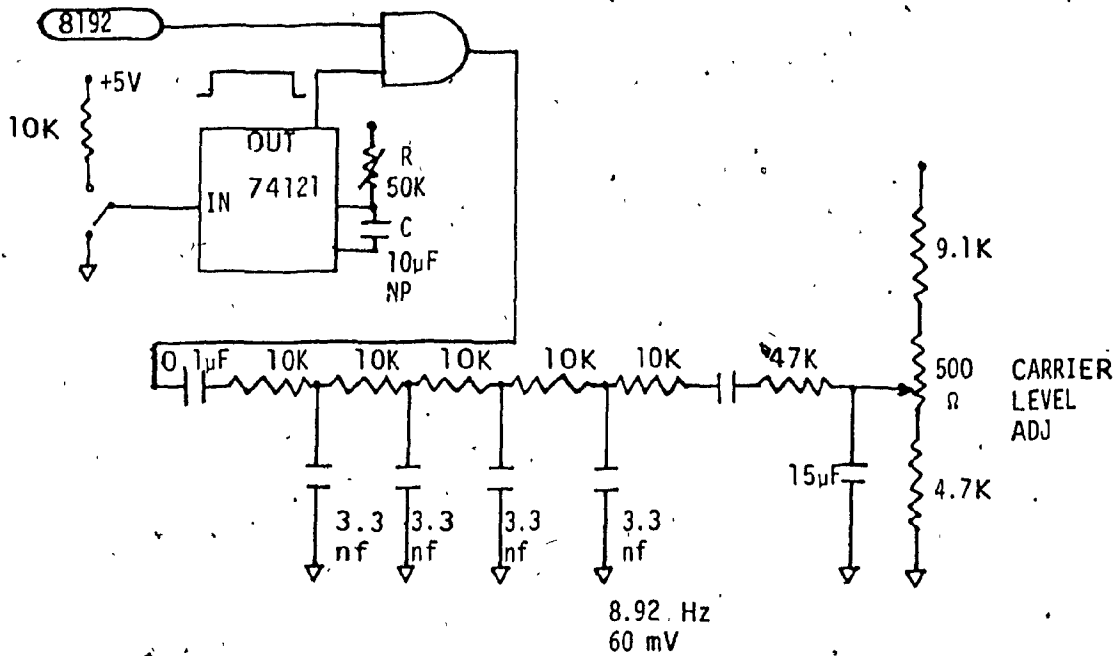 8192
+5V
10K
OUT
74121
IN
R
50K
C
10µF
NP
0.1µF
10K
10K
10K
10K
10K
47K
9.1K
500
Ω
CARRIER
LEVEL
ADJ
15µF
4.7K
3.3
nf
3.3
nf
3.3
nf
3.3
nf
8.92 Hz
60 mV